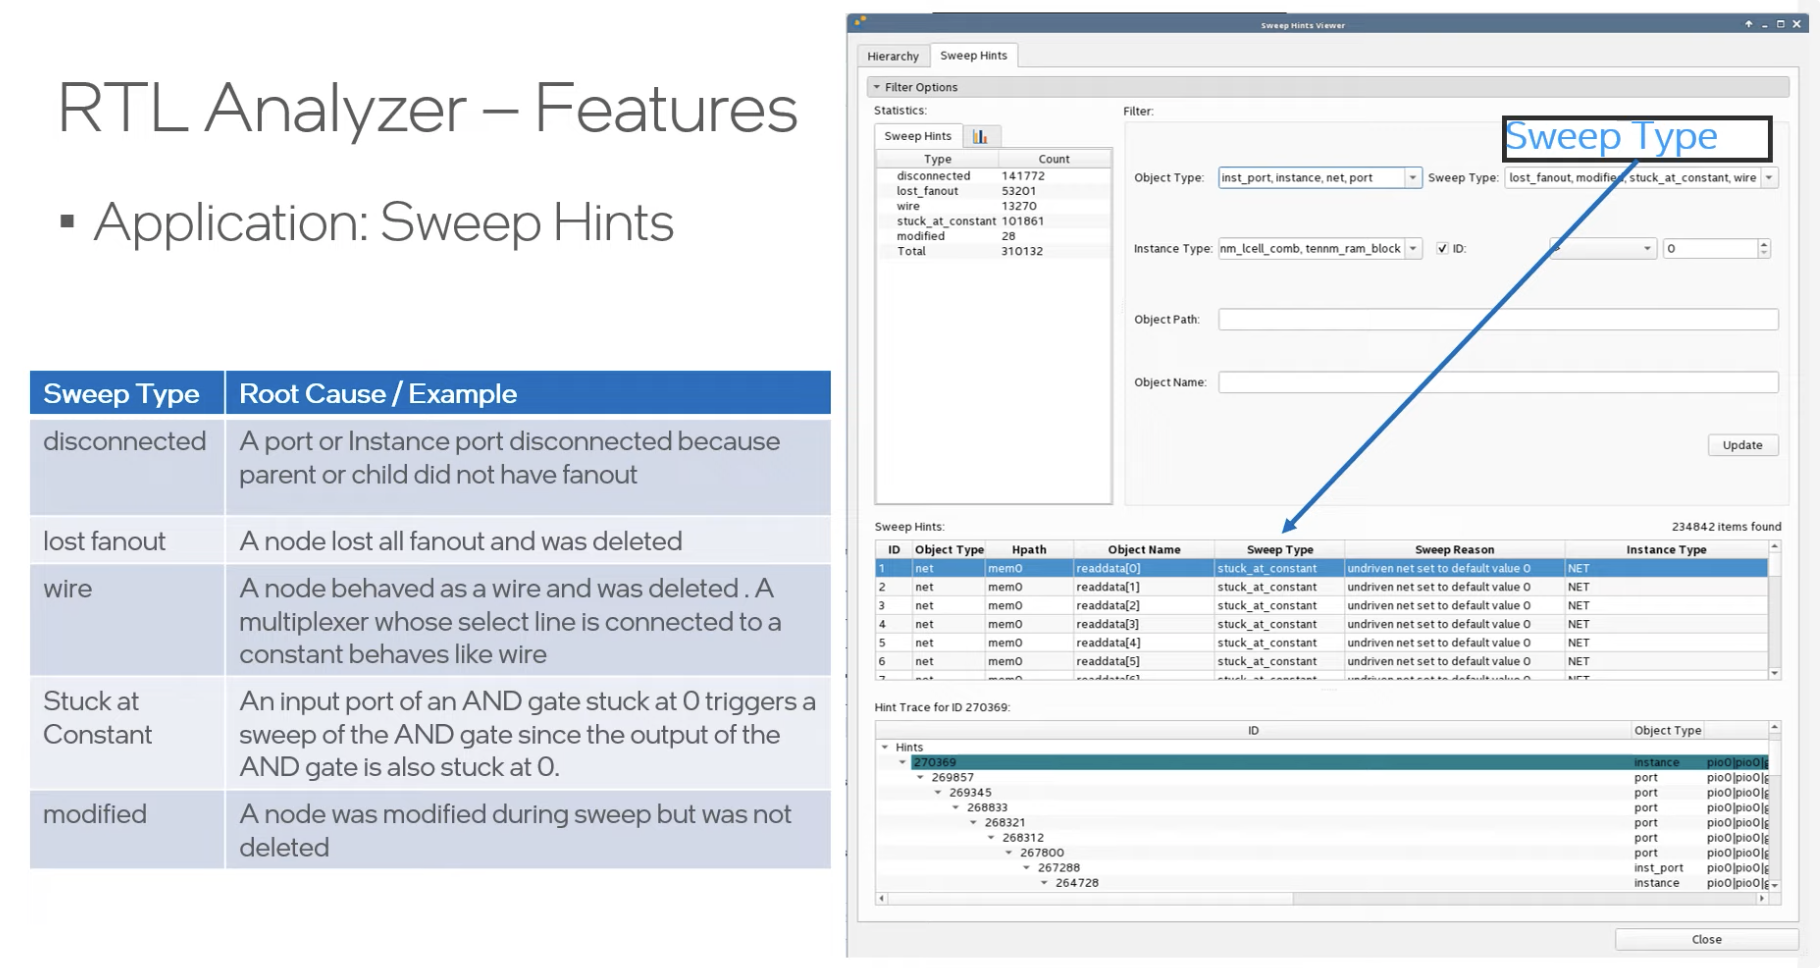 RTL Analyzer – Features
▪ Application: Sweep Hints
Sweep Type Root Cause / Example
disconnected A port or Instance port disconnected because
parent or child did not have fanout
lost fanout A node lost all fanout and was deleted
wire A node behaved as a wire and was deleted . A
multiplexer whose select line is connected to a
constant behaves like wire
Stuck at
Constant
An input port of an AND gate stuck at 0 triggers a
sweep of the AND gate since the output of the
AND gate is also stuck at 0.
modified A node was modified during sweep but was not
deleted
Sweep Hints Viewer
Hierarchy Sweep Hints
Filter Options
Statistics:
Sweep Hints
Type Count
disconnected 141772
lost_fanout 53201
wire 13270
stuck_at_constant 101861
modified 28
Total 310132
Filter:
Sweep Type
Object Type: inst_port, instance, net, port Sweep Type: lost_fanout, modified, stuck_at_constant, wire
Instance Type: nm_lcell_comb, tennm_ram_block ID: 0
Object Path:
Object Name:
Update
Sweep Hints: 234842 items found
ID Object Type Hpath Object Name Sweep Type Sweep Reason Instance Type
1 net mem0 readdata[0] stuck_at_constant undriven net set to default value 0 NET
2 net mem0 readdata[1] stuck_at_constant undriven net set to default value 0 NET
3 net mem0 readdata[2] stuck_at_constant undriven net set to default value 0 NET
4 net mem0 readdata[3] stuck_at_constant undriven net set to default value 0 NET
5 net mem0 readdata[4] stuck_at_constant undriven net set to default value 0 NET
6 net mem0 readdata[5] stuck_at_constant undriven net set to default value 0 NET
7 net mem0 readdata[6] stuck_at_constant undriven net set to default value 0 NET
Hint Trace for ID 270369:
ID Object Type
Hints
270369 instance pio0|pio0|g
269857 port pio0|pio0|g
269345 port pio0|pio0|g
268833 port pio0|pio0|g
268321 port pio0|pio0|g
268312 port pio0|pio0|g
267800 port pio0|pio0|g
267288 inst_port pio0|pio0|g
264728 instance pio0|pio0|g
Close